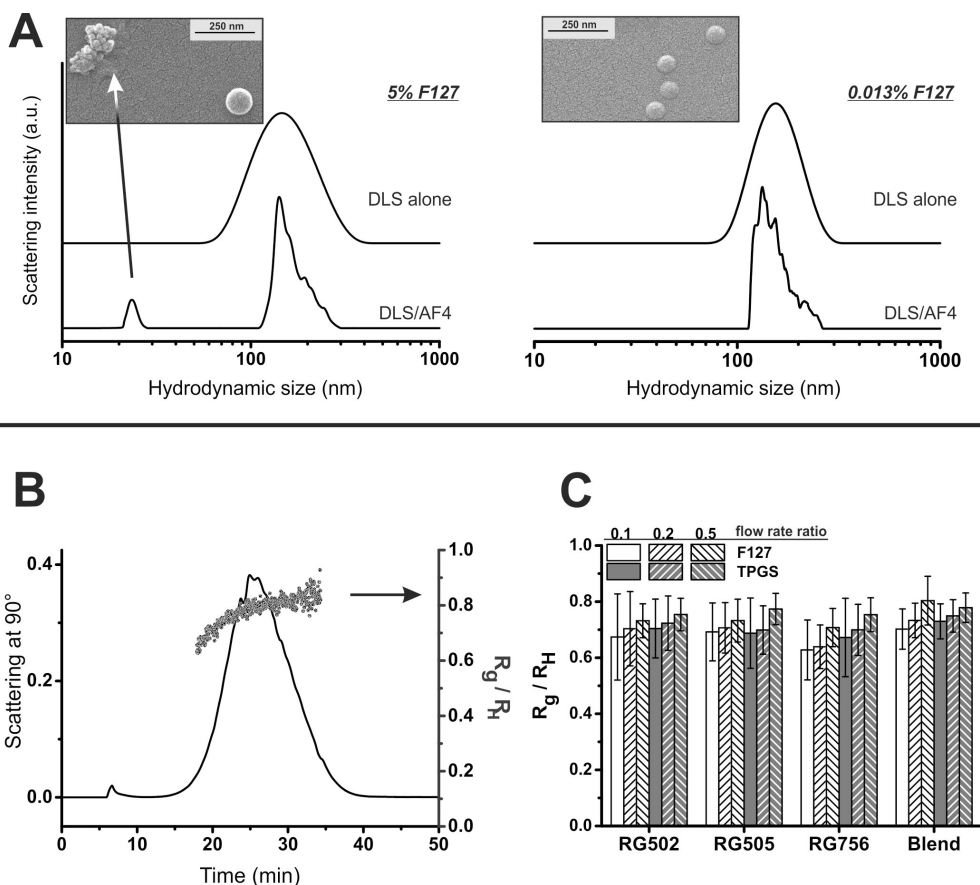 A
250 nm
5% F127
DLS alone
DLS/AF4
Scattering intensity (a.u.)
10 100 1000
Hydrodynamic size (nm)
250 nm
0.013% F127
DLS alone
DLS/AF4
10 100 1000
Hydrodynamic size (nm)
B
Scattering at 90°
0.4
0.2
0.0
0 10 20 30 40 50
Time (min)
1.0
0.8
0.6
0.4
0.2
0.0
Rg / RH
C
0.1 0.2 0.5 flow rate ratio
F127
TPGS
Rg / RH
1.0
0.8
0.6
0.4
0.2
0.0
RG502 RG505 RG756 Blend